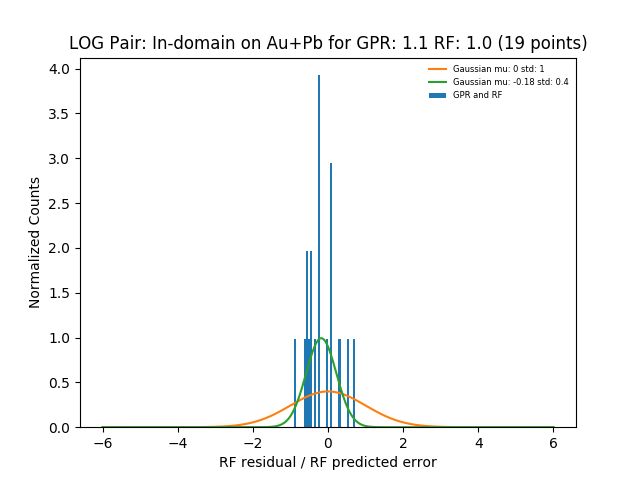 LOG Pair: In-domain on Au+Pb for GPR: 1.1 RF: 1.0 (19 points)
Gaussian mu: 0 std: 1
Gaussian mu: -0.18 std: 0.4
GPR and RF
4.0
3.5
3.0
2.5
2.0
1.5
1.0
0.5
0.0
Normalized Counts
−6 −4 −2 0 2 4 6
RF residual / RF predicted error